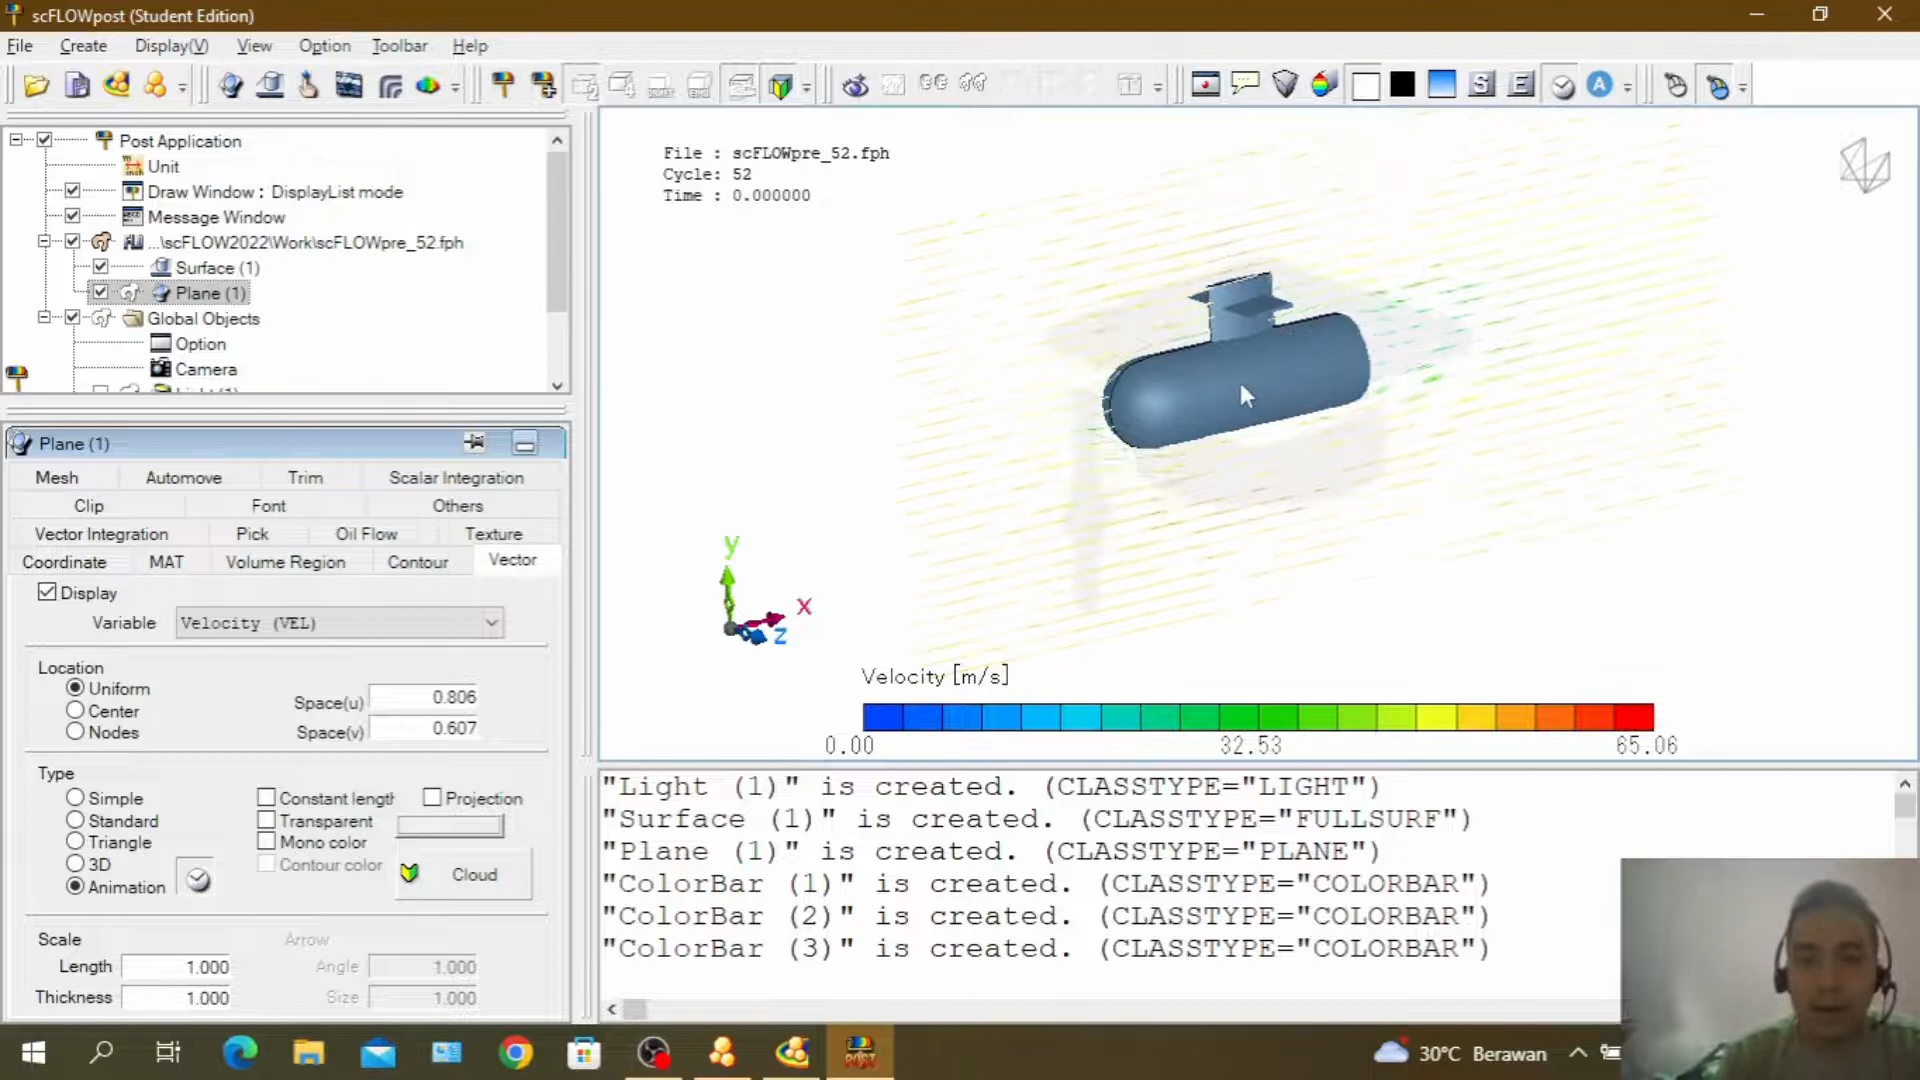 scFLOWpost (Student Edition)
File Create Display(V) View Option Toolbar Help
Post Application
Unit
Draw Window : DisplayList mode
Message Window
...\scFLOW2022\Work\scFLOWpre_52.fph
Surface (1)
Plane (1)
Global Objects
Option
Camera
File : scFLOWpre_52.fph
Cycle: 52
Time : 0.000000
y
x
z
Velocity [m/s]
0.00 32.53 65.06
Plane (1)
Mesh Automove Trim Scalar Integration
Clip Font Others
Vector Integration Pick Oil Flow Texture
Coordinate MAT Volume Region Contour Vector
Display
Variable Velocity (VEL)
Location
Uniform Space(u) 0.806
Center
Nodes Space(v) 0.607
Type
Simple Constant length Projection
Standard Transparent
Triangle Mono color
3D Contour color Cloud
Animation
Scale Arrow
Length 1.000 Angle 1.000
Thickness 1.000 Size 1.000
"Light (1)" is created. (CLASSTYPE="LIGHT")
"Surface (1)" is created. (CLASSTYPE="FULLSURF")
"Plane (1)" is created. (CLASSTYPE="PLANE")
"ColorBar (1)" is created. (CLASSTYPE="COLORBAR")
"ColorBar (2)" is created. (CLASSTYPE="COLORBAR")
"ColorBar (3)" is created. (CLASSTYPE="COLORBAR")
POST
30°C Berawan